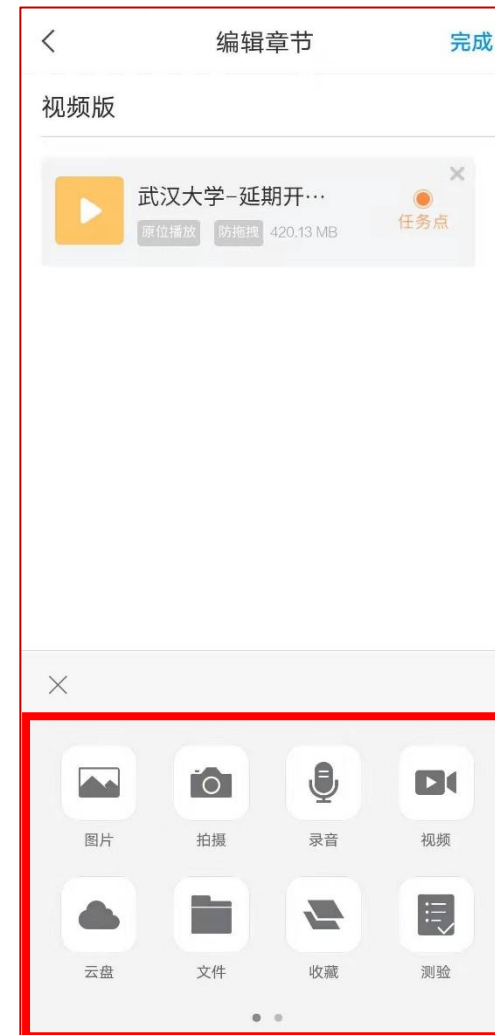 编辑章节 完成
视频版
武汉大学-延期开…
原位播放 防拖拽 420.13 MB
任务点
图片 拍摄 录音 视频
云盘 文件 收藏 测验